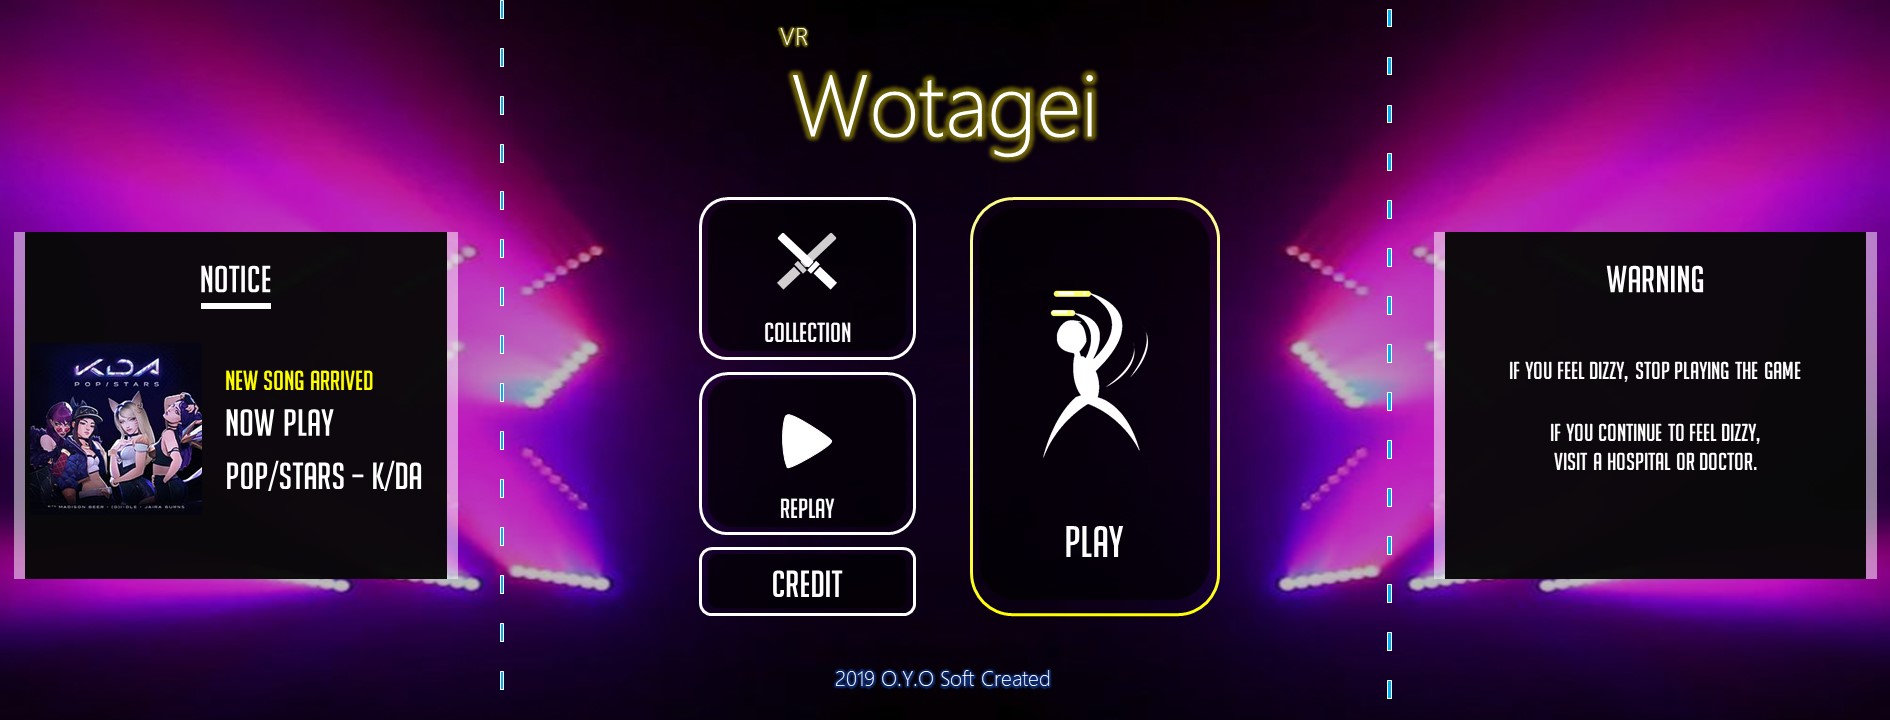 VR
Wotagei
NOTICE
K/DA
POP/STARS
NEW SONG ARRIVED
NOW PLAY
POP/STARS - K/DA
COLLECTION
REPLAY
CREDIT
PLAY
WARNING
IF YOU FEEL DIZZY, STOP PLAYING THE GAME
IF YOU CONTINUE TO FEEL DIZZY,
VISIT A HOSPITAL OR DOCTOR.
2019 O.Y.O Soft Created